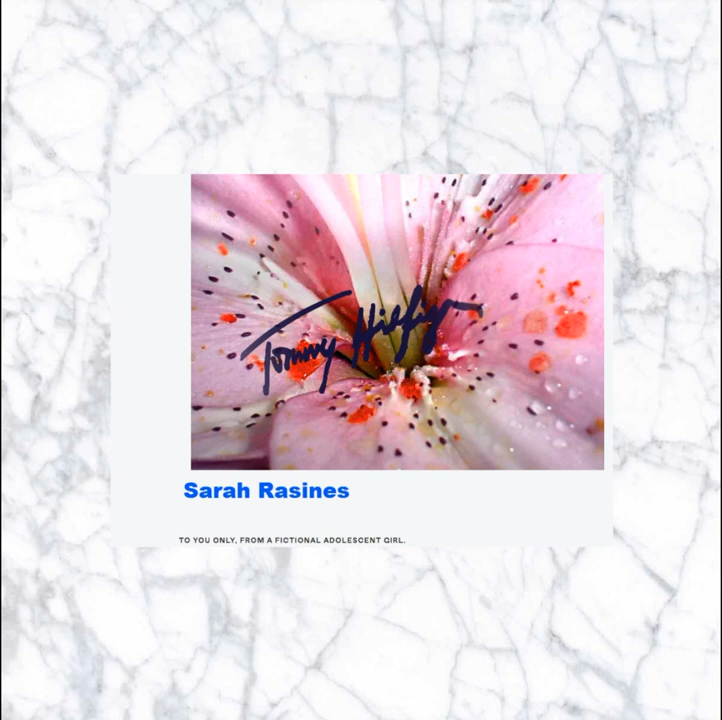 Tommy Hilfiger
Sarah Rasines
TO YOU ONLY, FROM A FICTIONAL ADOLESCENT GIRL.